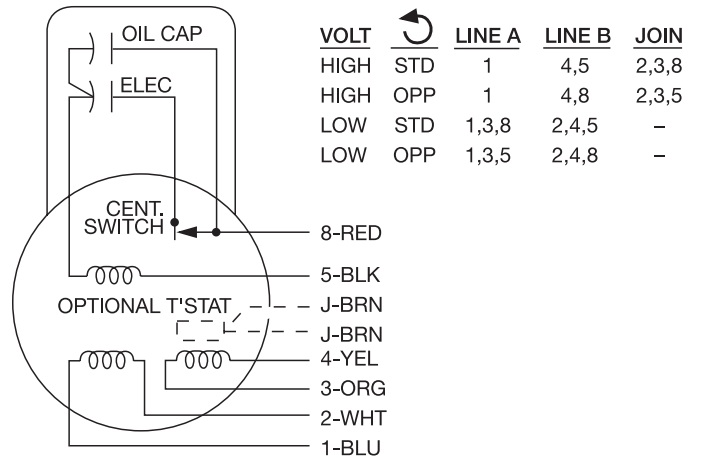 OIL CAP
ELEC
CENT.
SWITCH
OPTIONAL T'STAT
8-RED
5-BLK
J-BRN
J-BRN
4-YEL
3-ORG
2-WHT
1-BLU
VOLT LINE A LINE B JOIN
HIGH STD 1 4,5 2,3,8
HIGH OPP 1 4,8 2,3,5
LOW STD 1,3,8 2,4,5 –
LOW OPP 1,3,5 2,4,8 –